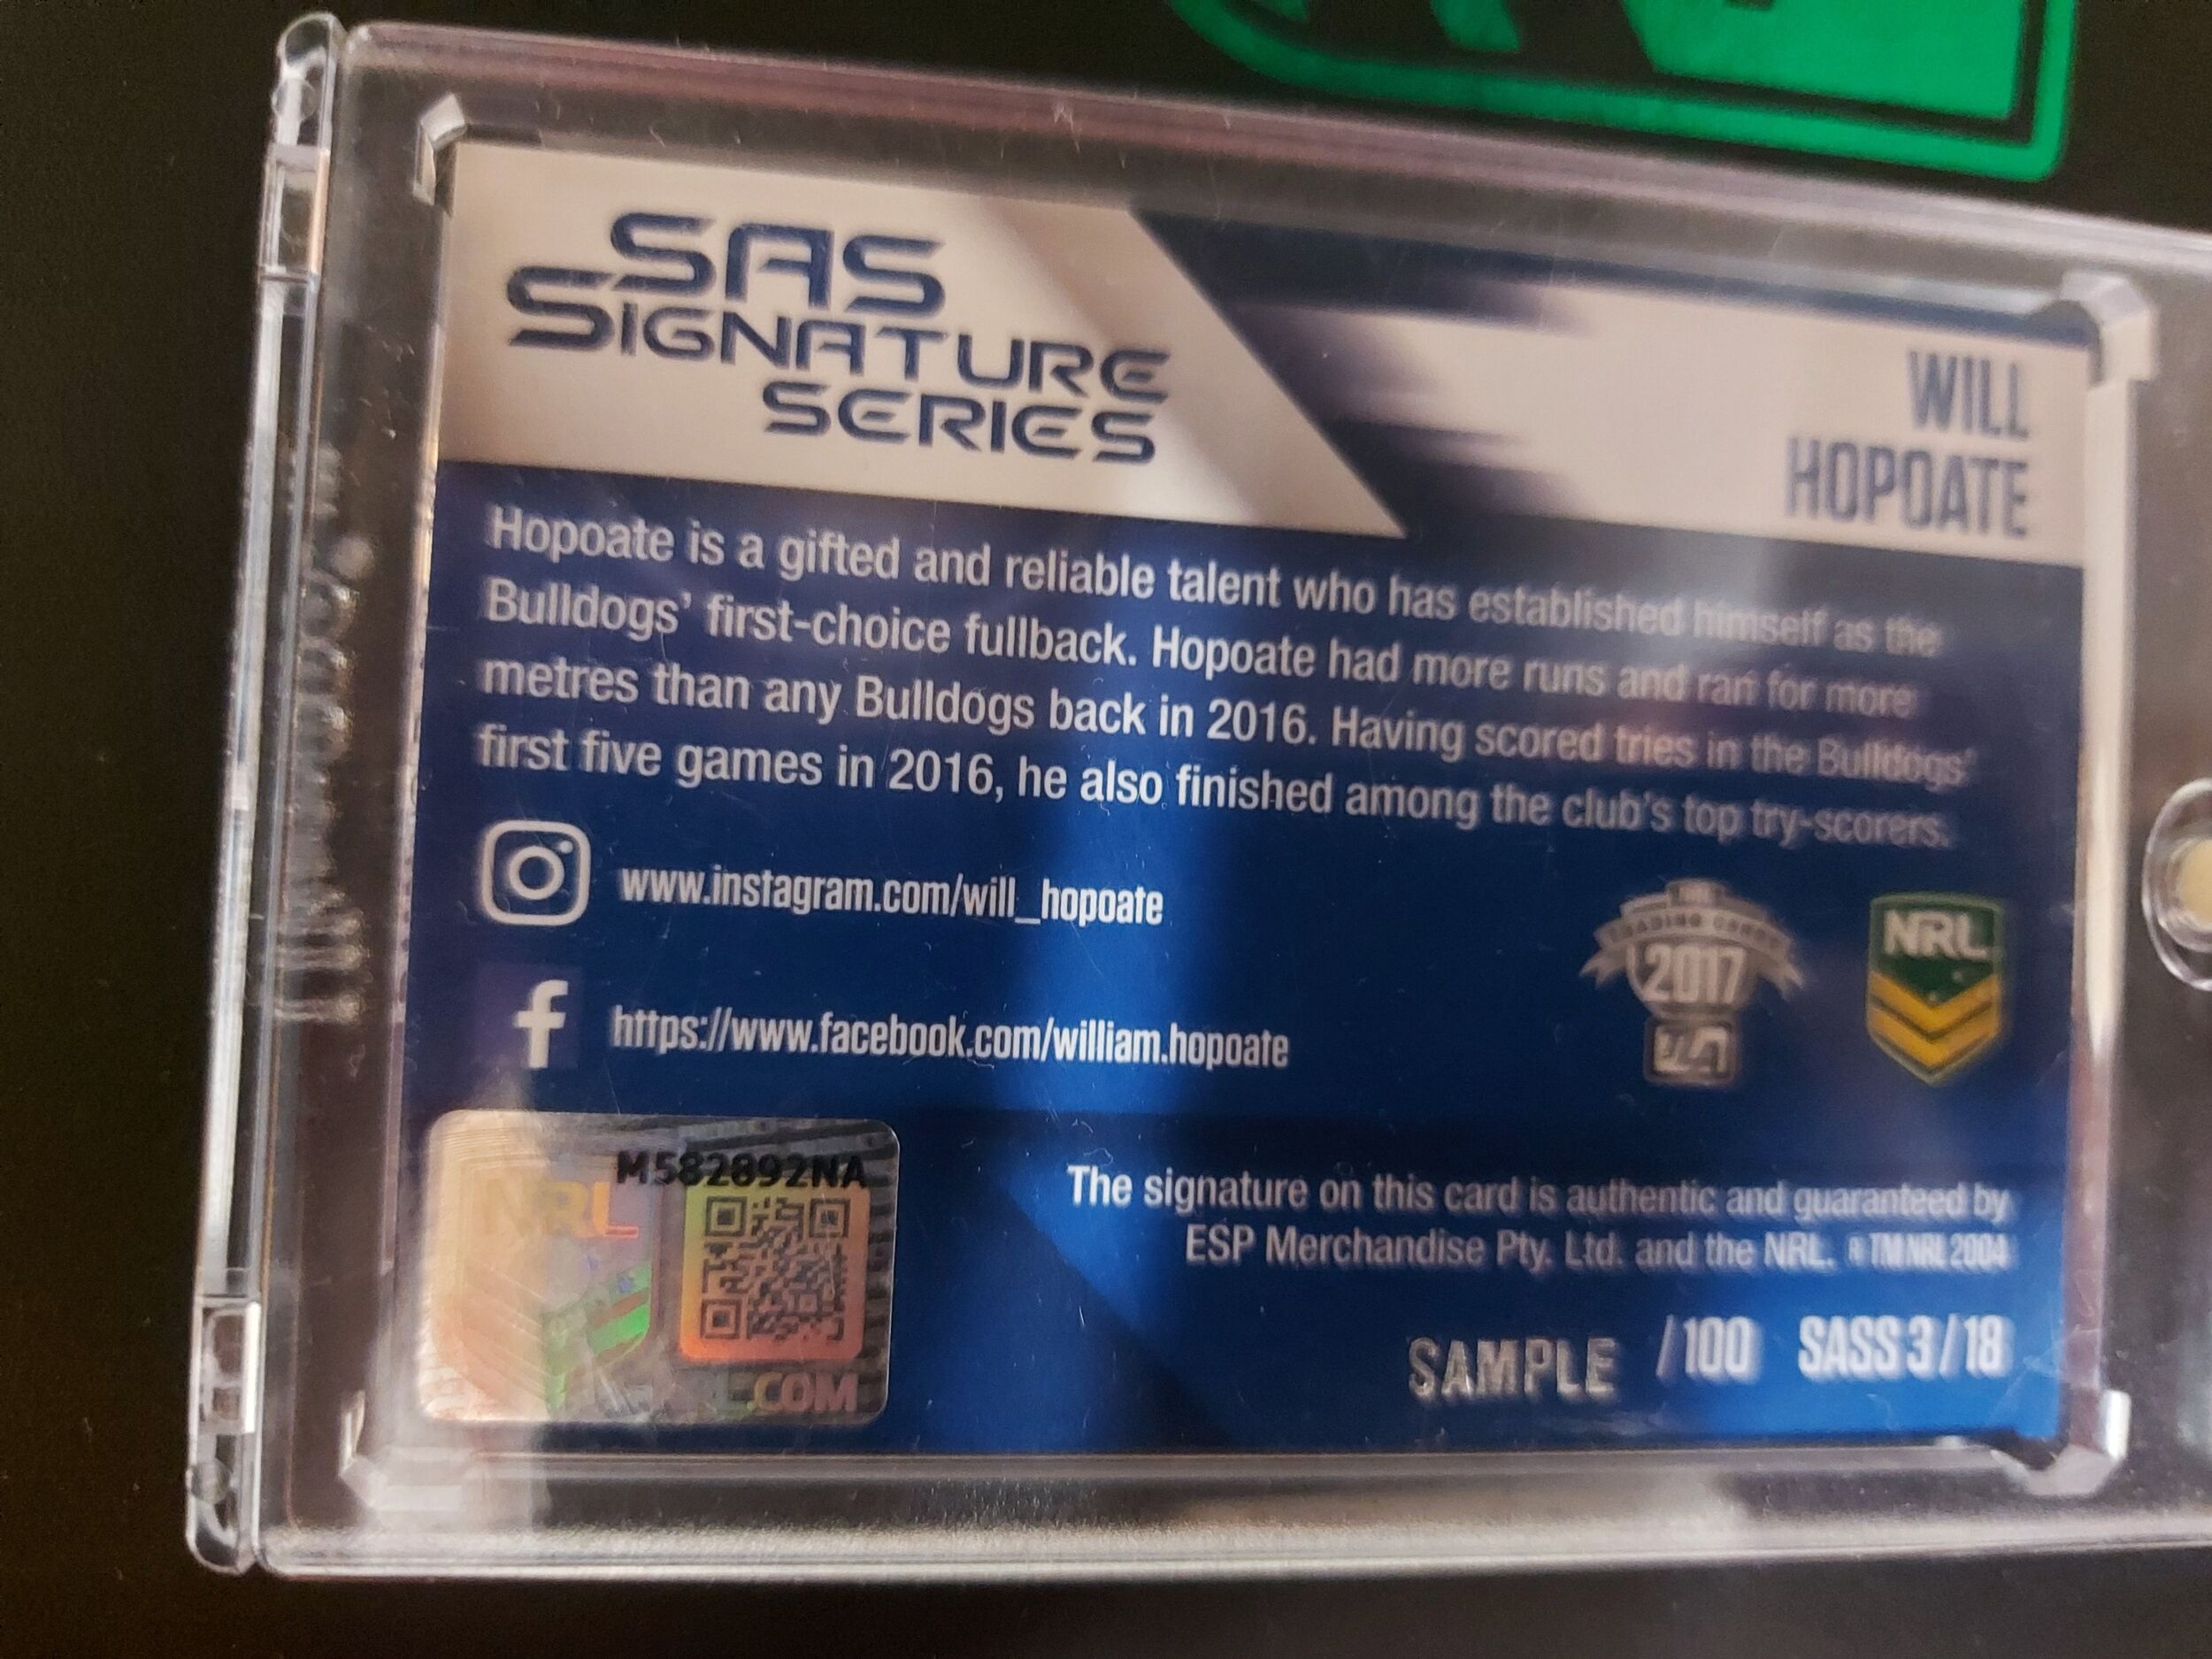 SAS
SIGNATURE
SERIES
WILL
HOPOATE
Hopoate is a gifted and reliable talent who has established himself as the
Bulldogs' first-choice fullback. Hopoate had more runs and ran for more
metres than any Bulldogs back in 2016. Having scored tries in the Bulldogs'
first five games in 2016, he also finished among the club's top try-scorers.
www.instagram.com/will_hopoate
f https://www.facebook.com/william.hopoate
TRADING CARDS
2017
NRL
M582892NA
NRL
.COM
The signature on this card is authentic and guaranteed by
ESP Merchandise Pty. Ltd. and the NRL. ® TM NRL 2004
SAMPLE /100 SASS 3/18